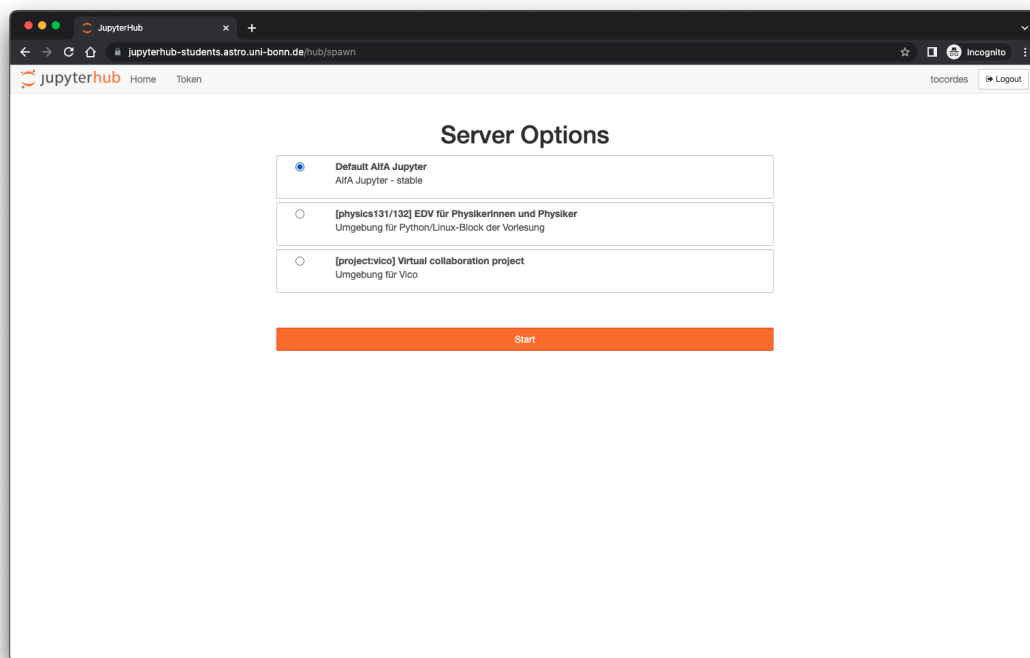 JupyterHub
jupyterhub-students.astro.uni-bonn.de/hub/spawn
Incognito
jupyterhub Home Token tocordes Logout
Server Options
Default AIfA Jupyter
AIfA Jupyter - stable
[physics131/132] EDV für Physikerinnen und Physiker
Umgebung für Python/Linux-Block der Vorlesung
[project:vico] Virtual collaboration project
Umgebung für Vico
Start